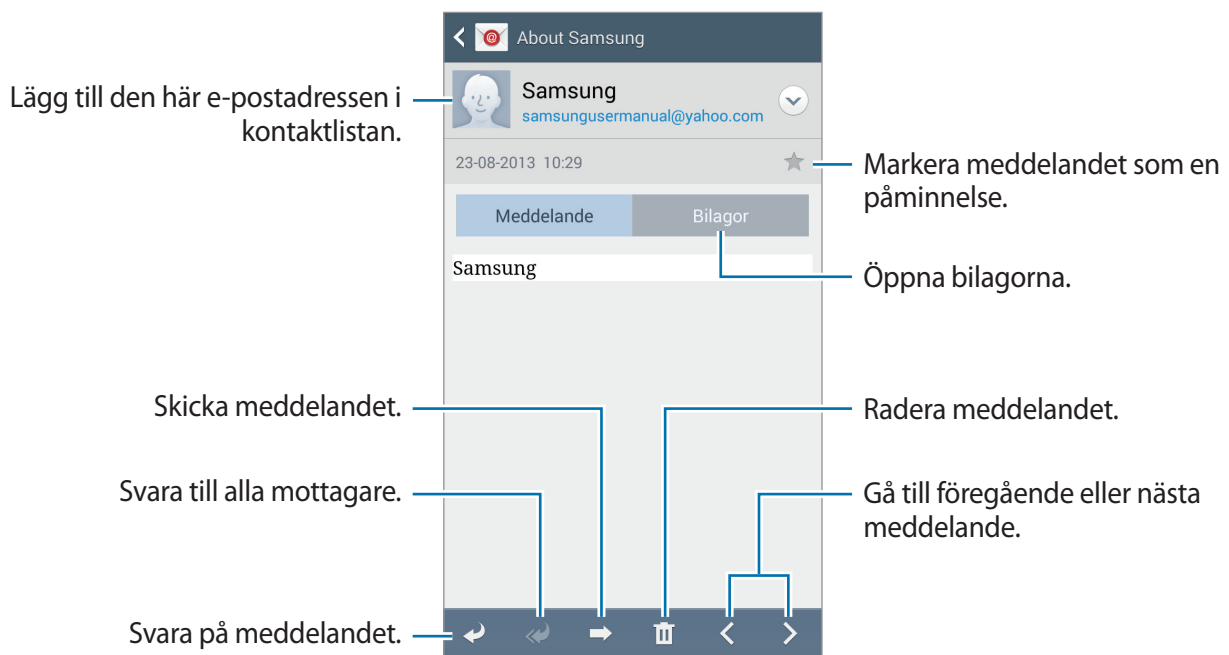 About Samsung
Lägg till den här e-postadressen i
kontaktlistan.
Samsung
samsungusermanual@yahoo.com
23-08-2013 10:29
Markera meddelandet som en
påminnelse.
Meddelande
Bilagor
Samsung
Öppna bilagorna.
Skicka meddelandet.
Radera meddelandet.
Svara till alla mottagare.
Gå till föregående eller nästa
meddelande.
Svara på meddelandet.